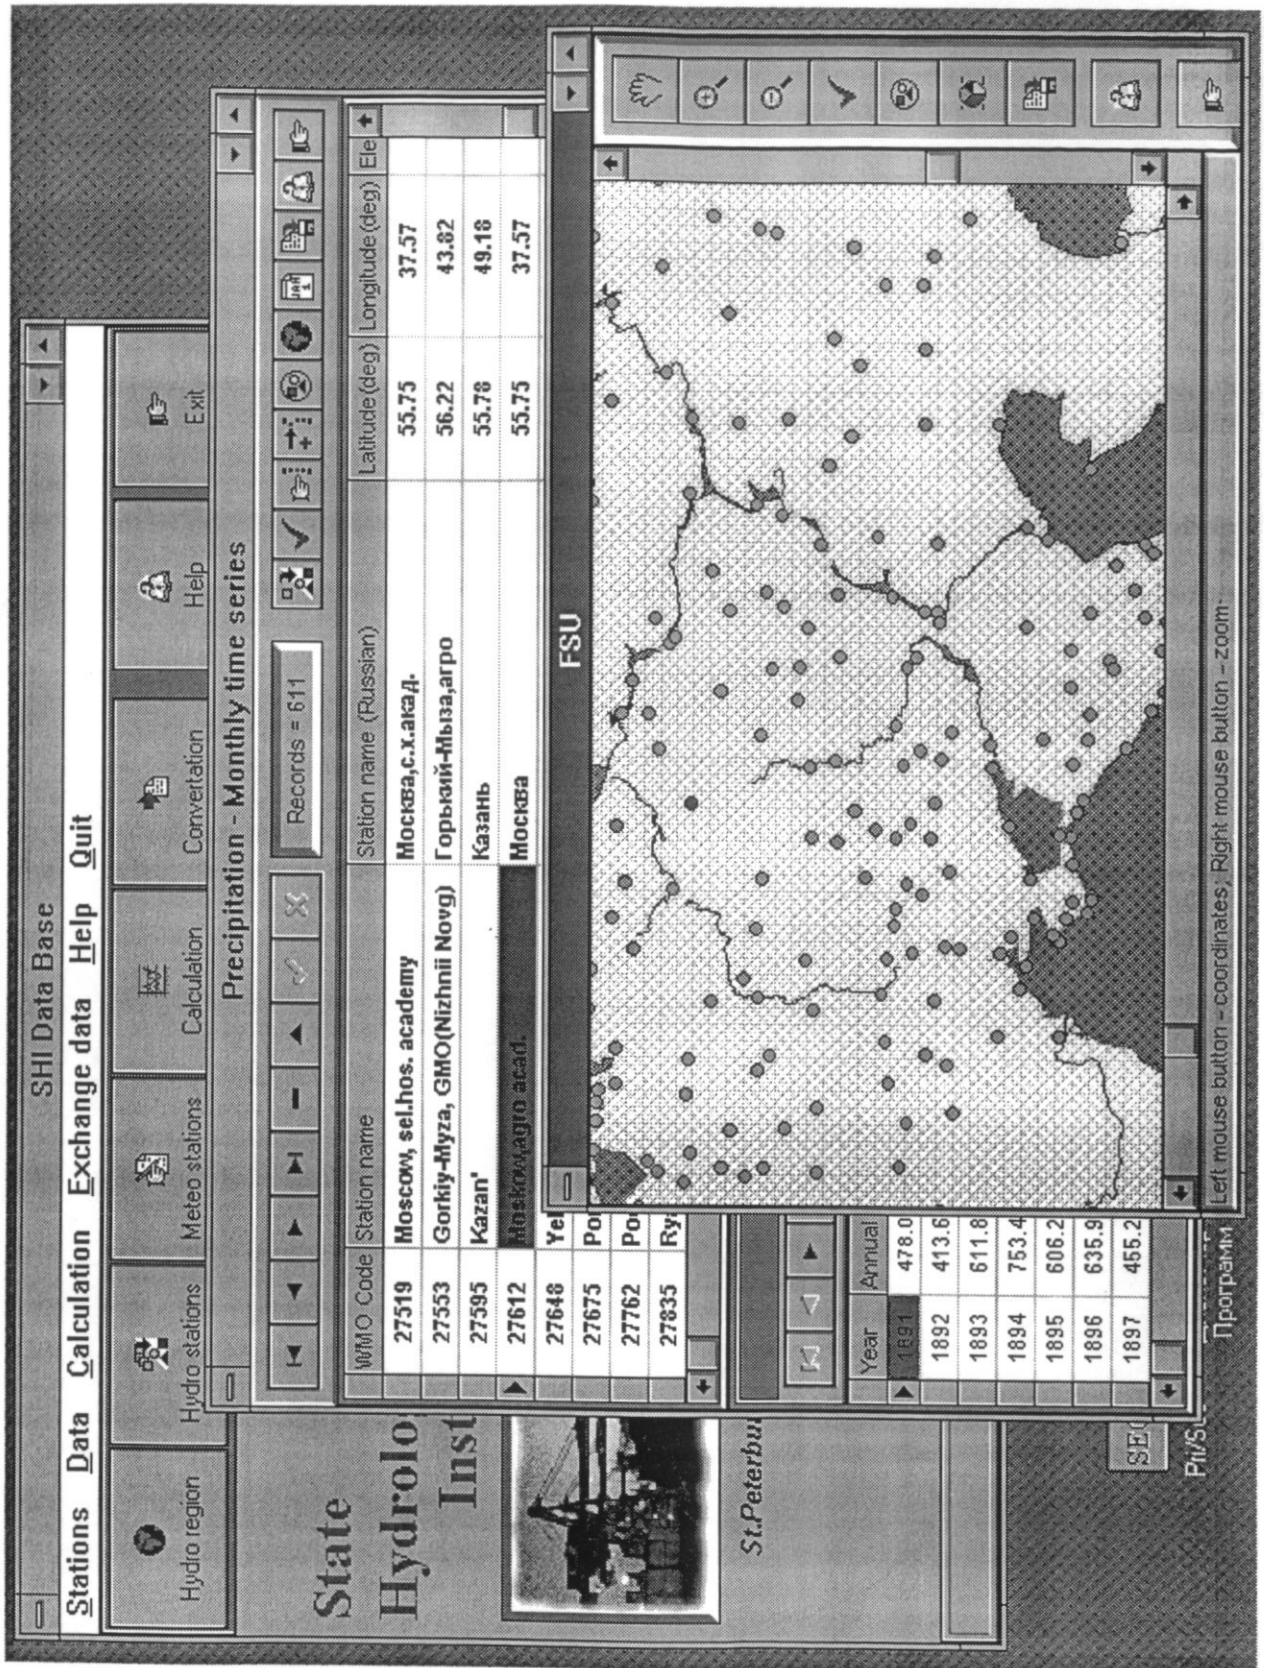 SHI Data Base
Stations Data Calculation Exchange data Help Quit
Hydro region Hydro stations Meteo stations Calculation Convertation Help Exit
State
Hydrolo
Inst
St.Peterbu
Precipitation - Monthly time series
Records = 611
WMO Code Station name Station name (Russian) Latitude(deg) Longitude(deg) Ele
27519 Moscow, sel.hos. academy Москва,с.х.акад. 55.75 37.57
27553 Gorkiy-Myza, GMO(Nizhnii Novg) Горький-Мыза,агро 56.22 43.82
27595 Kazan' Казань 55.78 49.18
27612 Moskow,ago acad. Москва 55.75 37.57
27648 Yel
27675 Po
27762 Po
27835 Rya
Year Annual
1891 478.0
1892 413.6
1893 611.8
1894 753.4
1895 606.2
1896 635.9
1897 455.2
FSU
Left mouse button - coordinates, Right mouse button - zoom
Программ